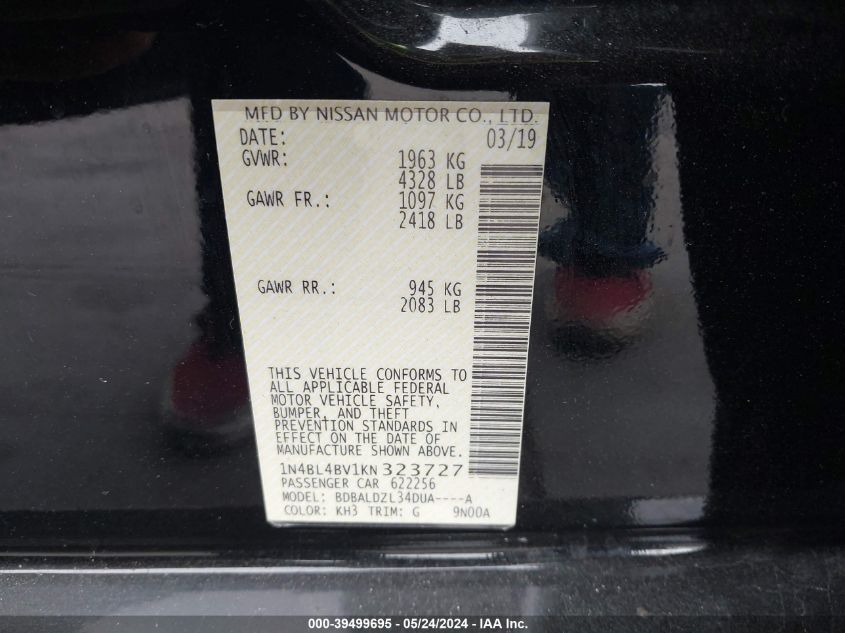 MFD BY NISSAN MOTOR CO., LTD.
DATE: 03/19
GVWR: 1963 KG
4328 LB
GAWR FR.: 1097 KG
2418 LB
GAWR RR.: 945 KG
2083 LB
THIS VEHICLE CONFORMS TO
ALL APPLICABLE FEDERAL
MOTOR VEHICLE SAFETY,
BUMPER, AND THEFT
PREVENTION STANDARDS IN
EFFECT ON THE DATE OF
MANUFACTURE SHOWN ABOVE.
1N4BL4BV1KN323727
PASSENGER CAR 622256
MODEL: BDBALDZL34DUA----A
COLOR: KH3 TRIM: G 9N00A
000-39499695 - 05/24/2024 - IAA Inc.